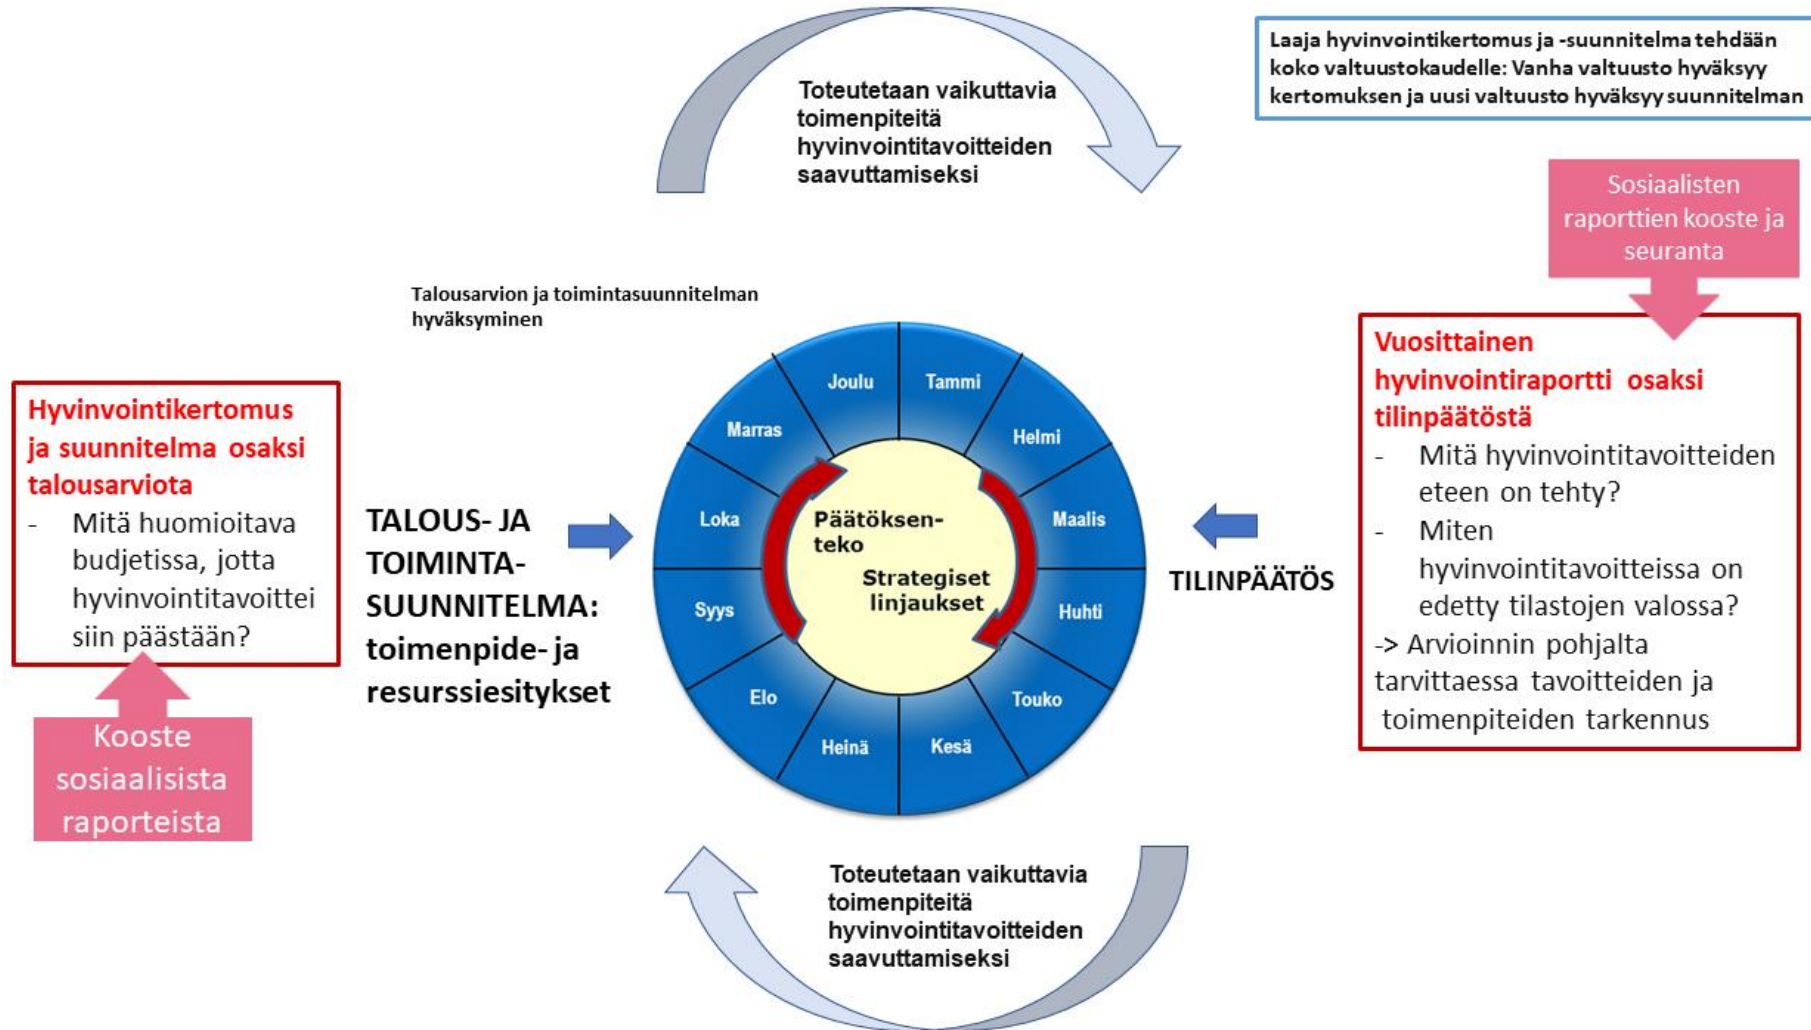 Toteutetaan vaikuttavia
toimenpiteitä
hyvinvointitavoitteiden
saavuttamiseksi
Laaja hyvinvointikertomus ja -suunnitelma tehdään
koko valtuustokaudelle: Vanha valtuusto hyväksyy
kertomuksen ja uusi valtuusto hyväksyy suunnitelman
Sosiaalisten
raporttien kooste ja
seuranta
Talousarvion ja toimintasuunnitelman
hyväksyminen
Hyvinvointikertomus
ja suunnitelma osaksi
talousarviota
- Mitä huomioitava
budjetissa, jotta
hyvinvointitavoittei
siin päästään?
Kooste
sosiaalisista
raporteista
TALOUS- JA
TOIMINTA-
SUUNNITELMA:
toimenpide- ja
resurssiesitykset
Tammi
Helmi
Maalis
Huhti
Touko
Kesä
Heinä
Elo
Syys
Loka
Marras
Joulu
Päätöksen-
teko
Strategiset
linjaukset
TILINPÄÄTÖS
Vuosittainen
hyvinvointiraportti osaksi
tilinpäätöstä
- Mitä hyvinvointitavoitteiden
eteen on tehty?
- Miten
hyvinvointitavoitteissa on
edetty tilastojen valossa?
-> Arvioinnin pohjalta
tarvittaessa tavoitteiden ja
toimenpiteiden tarkennus
Toteutetaan vaikuttavia
toimenpiteitä
hyvinvointitavoitteiden
saavuttamiseksi